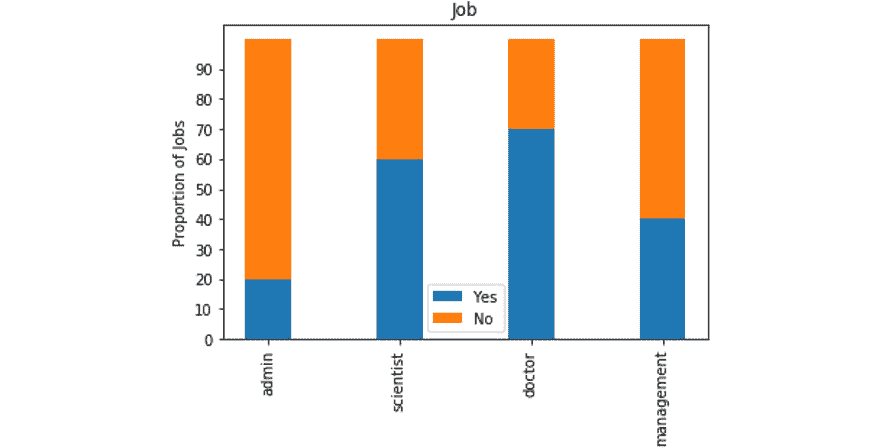 Job
Proportion of Jobs
90
80
70
60
50
40
30
20
10
0
Yes
No
admin
scientist
doctor
management